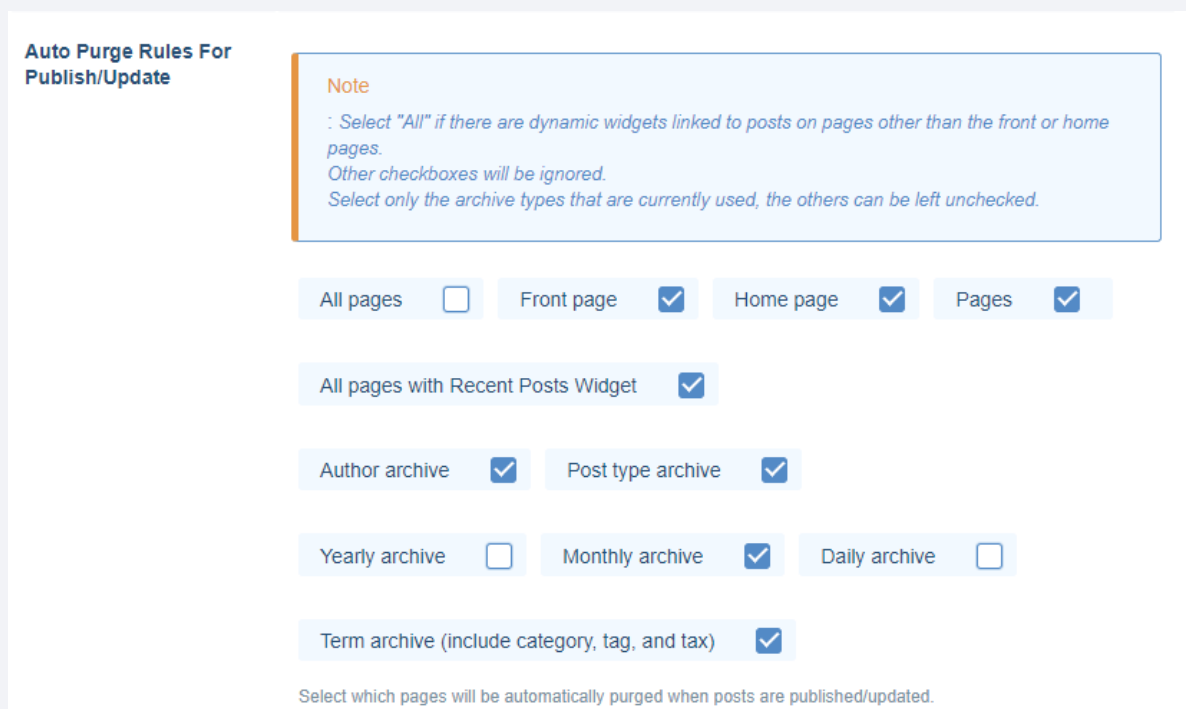 Auto Purge Rules For
Publish/Update
Note
: Select "All" if there are dynamic widgets linked to posts on pages other than the front or home
pages.
Other checkboxes will be ignored.
Select only the archive types that are currently used, the others can be left unchecked.
All pages Front page Home page Pages
All pages with Recent Posts Widget
Author archive Post type archive
Yearly archive Monthly archive Daily archive
Term archive (include category, tag, and tax)
Select which pages will be automatically purged when posts are published/updated.